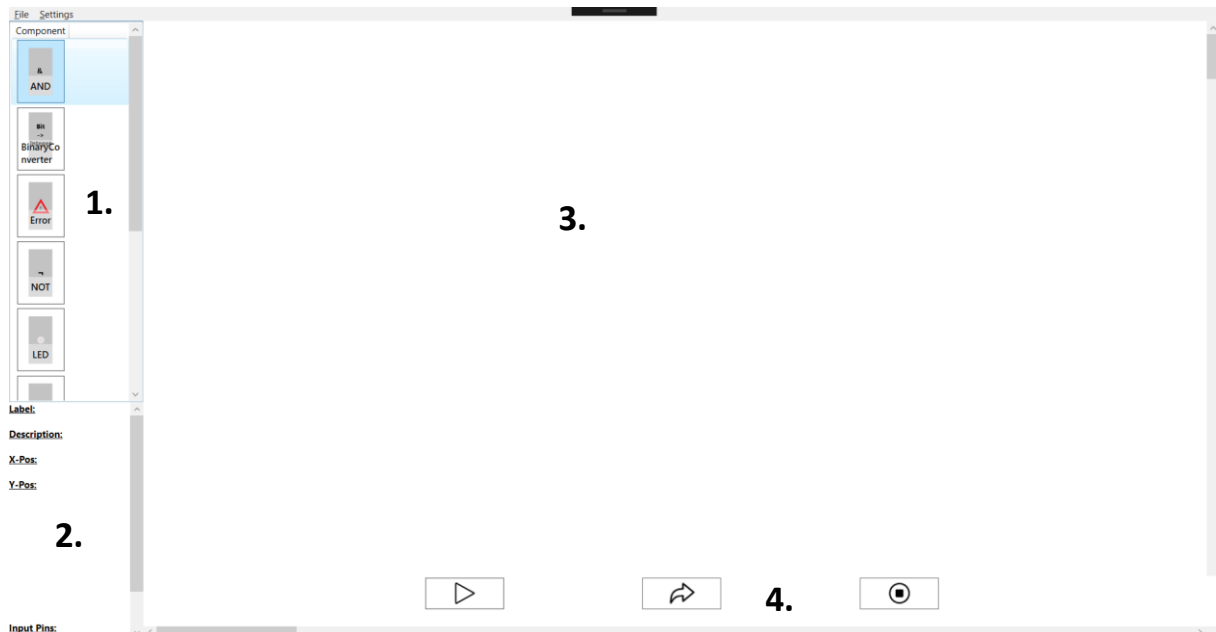 File Settings
Component
&
AND
Bit
->
BinaryCo
nverter
1.
Error
¬
NOT
LED
3.
Label:
Description:
X-Pos:
Y-Pos:
2.
4.
Input Pins: